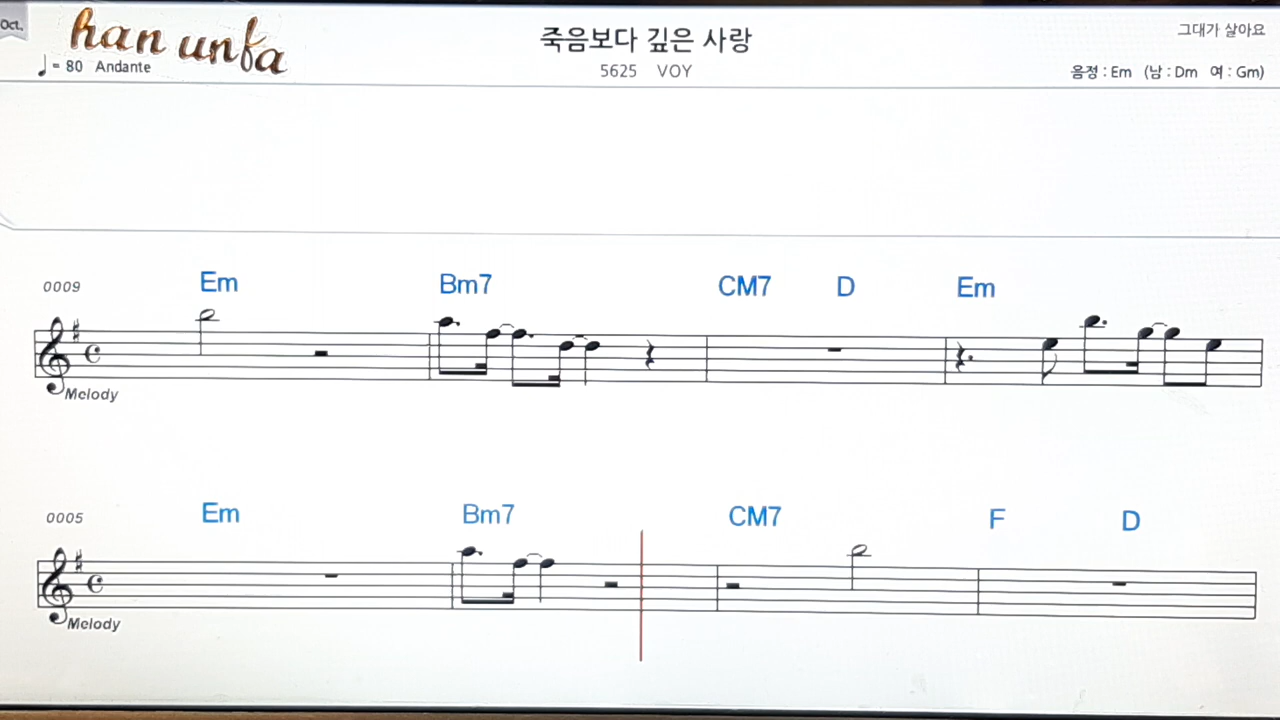 Oct.
han unfa
죽음보다 깊은 사랑
그대가 살아요
♩ = 80 Andante
5625 VOY
음정 : Em (남 : Dm 여 : Gm)
0009 Em Bm7 CM7 D Em
Melody
0005 Em Bm7 CM7 F D
Melody